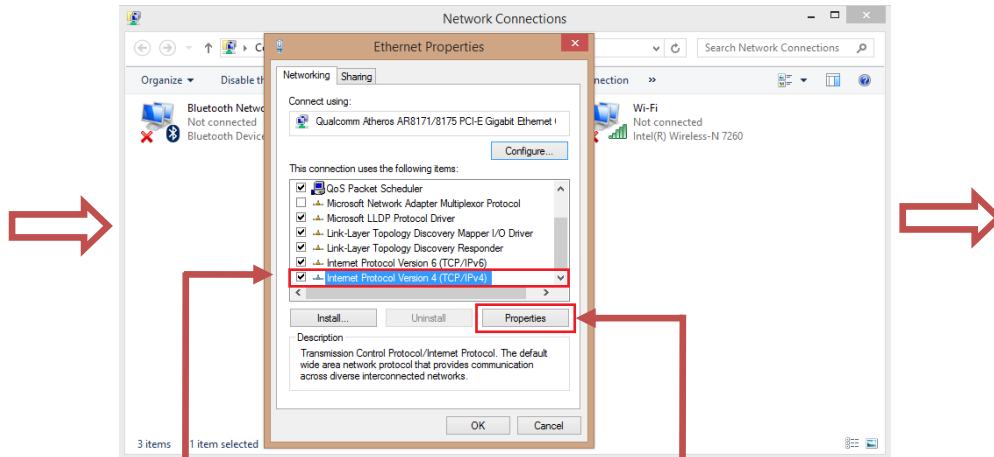 Network Connections
Ethernet Properties
Search Network Connections
Organize
Disable
Networking
Sharing
Connect using:
Qualcomm Atheros AR8171/8175 PCI-E Gigabit Ethernet
Configure...
This connection uses the following items:
QoS Packet Scheduler
Microsoft Network Adapter Multiplexor Protocol
Microsoft LLDP Protocol Driver
Link-Layer Topology Discovery Mapper I/O Driver
Link-Layer Topology Discovery Responder
Internet Protocol Version 6 (TCP/IPv6)
Internet Protocol Version 4 (TCP/IPv4)
Install...
Uninstall
Properties
Description
Transmission Control Protocol/Internet Protocol. The default
wide area network protocol that provides communication
across diverse interconnected networks.
OK
Cancel
Bluetooth
Not connected
Bluetooth Device
Wi-Fi
Not connected
Intel(R) Wireless-N 7260
3 items
1 item selected